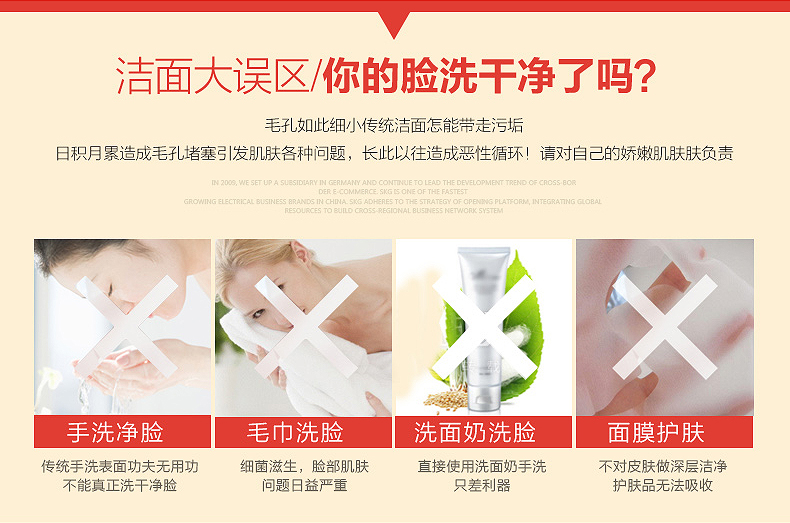 洁面大误区/你的脸洗干净了吗?
毛孔如此细小传统洁面怎能带走污垢
日积月累造成毛孔堵塞引发肌肤各种问题，长此以往造成恶性循环！请对自己的娇嫩肌肤肤负责
IN 2009, WE SET UP A SUBSIDIARY IN GERMANY AND CONTINUE TO LEAD THE DEVELOPMENT TREND OF CROSS-BOR
DER E-COMMERCE. SKG IS ONE OF THE FASTEST
GROWING ELECTRICAL BUSINESS BRANDS IN CHINA. SKG ADHERES TO THE STRATEGY OF OPENING PLATFORM, INTEGRATING GLOBAL
RESOURCES TO BUILD CROSS-REGIONAL BUSINESS NETWORK SYSTEM
手洗净脸
毛巾洗脸
洗面奶洗脸
面膜护肤
传统手洗表面功夫无用功
不能真正洗干净脸
细菌滋生，脸部肌肤
问题日益严重
直接使用洗面奶手洗
只差利器
不对皮肤做深层洁净
护肤品无法吸收